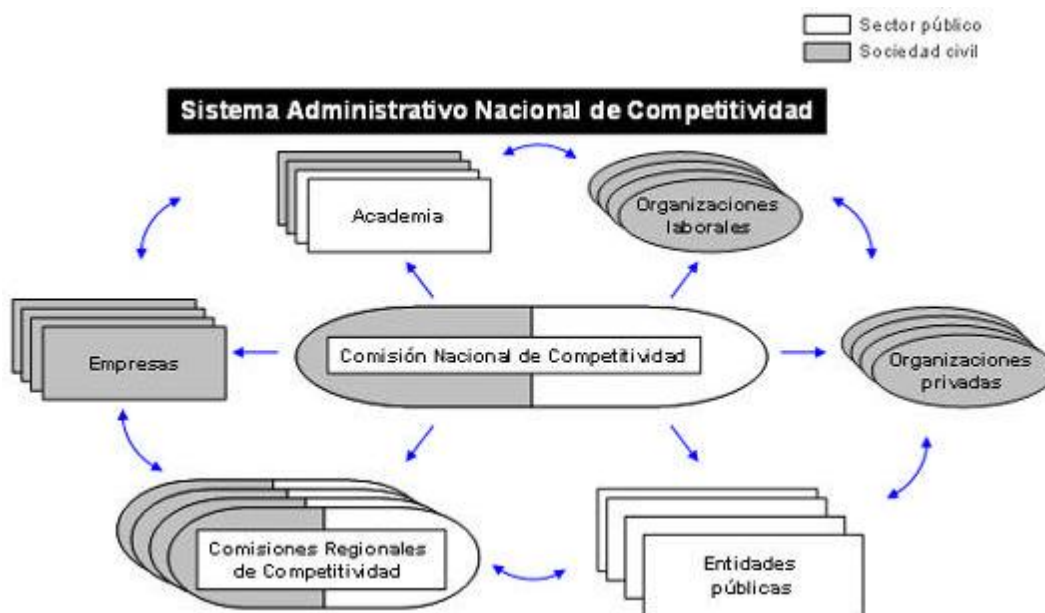 Sector público
Sociedad civil
Sistema Administrativo Nacional de Competitividad
Academia
Organizaciones
laborales
Empresas
Comisión Nacional de Competitividad
Organizaciones
privadas
Comisiones Regionales
de Competitividad
Entidades
públicas